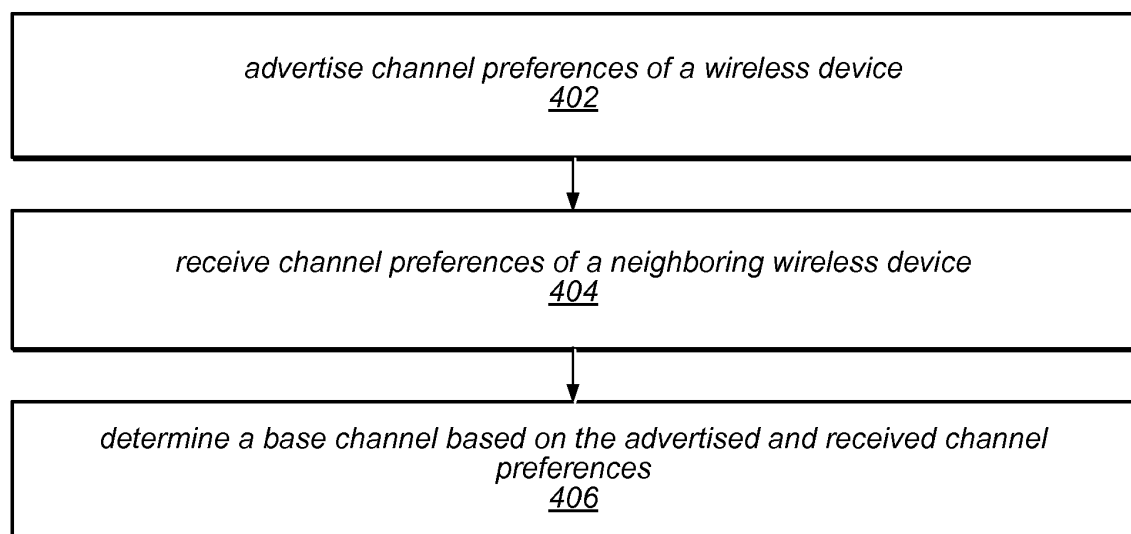 advertise channel preferences of a wireless device
402
receive channel preferences of a neighboring wireless device
404
determine a base channel based on the advertised and received channel
preferences
406